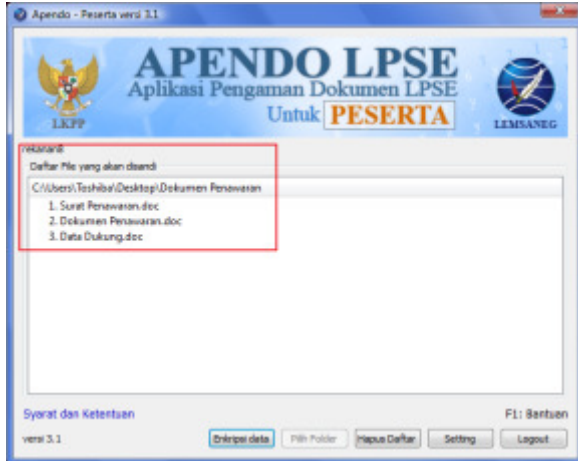 Apendo - Peserta versi 3.1
APENDO LPSE
Aplikasi Pengaman Dokumen LPSE
Untuk PESERTA
LKPP
LEMSANEG
rekanan8
Daftar File yang akan disandi
C:\Users\Toshiba\Desktop\Dokumen Penawaran
1. Surat Penawaran.doc
2. Dokumen Penawaran.doc
3. Data Dukung.doc
Syarat dan Ketentuan
F1: Bantuan
versi 3.1
Enkripsi data
Pilih Folder
Hapus Daftar
Setting
Logout